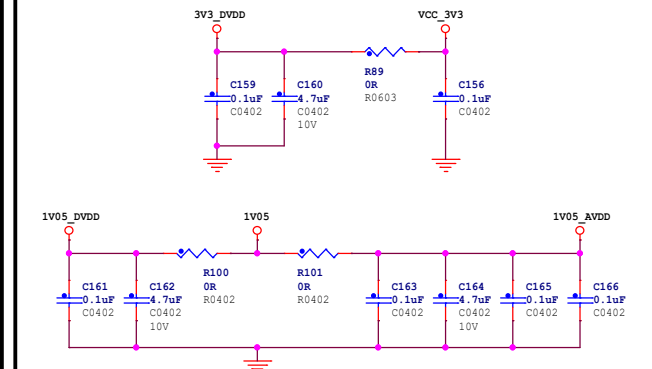 3V3_DVDD
VCC_3V3
R89
0R
R0603
C159
0.1uF
C0402
C160
4.7uF
C0402
10V
C156
0.1uF
C0402
1V05_DVDD
1V05
1V05_AVDD
R100
0R
R0402
R101
0R
R0402
C161
0.1uF
C0402
C162
4.7uF
C0402
10V
C163
0.1uF
C0402
C164
4.7uF
C0402
10V
C165
0.1uF
C0402
C166
0.1uF
C0402